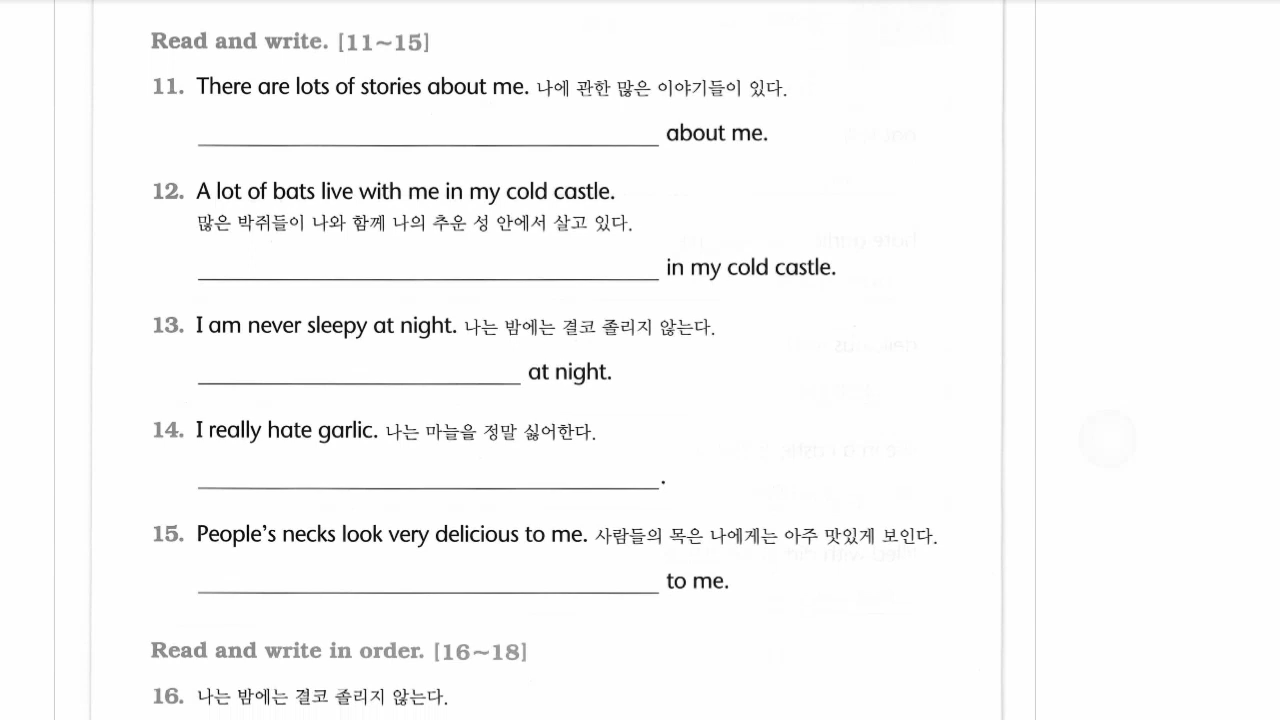 Read and write. [11~15]
11. There are lots of stories about me. 나에 관한 많은 이야기들이 있다.
about me.
12. A lot of bats live with me in my cold castle.
많은 박쥐들이 나와 함께 나의 추운 성 안에서 살고 있다.
in my cold castle.
13. I am never sleepy at night. 나는 밤에는 결코 졸리지 않는다.
at night.
14. I really hate garlic. 나는 마늘을 정말 싫어한다.
.
15. People's necks look very delicious to me. 사람들의 목은 나에게는 아주 맛있게 보인다.
to me.
Read and write in order. [16~18]
16. 나는 밤에는 결코 졸리지 않는다.